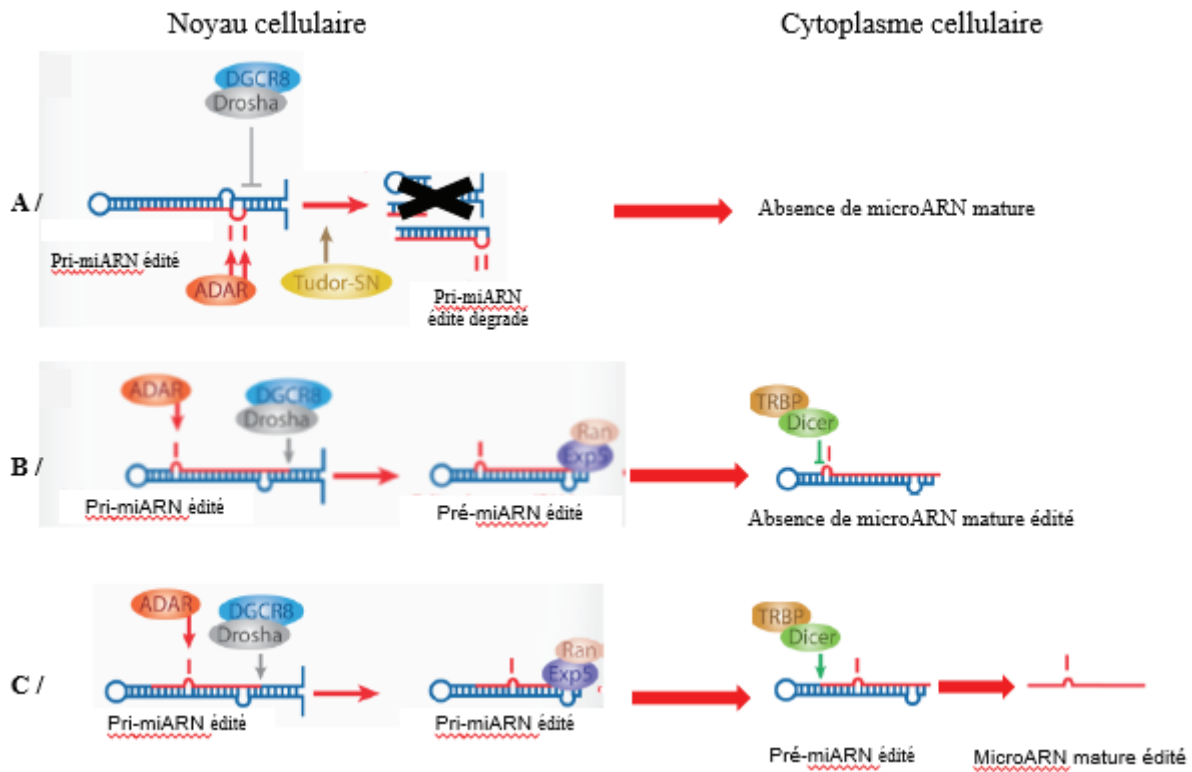 Noyau cellulaire
Cytoplasme cellulaire
A /
DGCR8
Drosha
Pri-miARN édité
ADAR
I I
I I
Tudor-SN
Pri-miARN
édité dégradé
Absence de microARN mature
B /
ADAR
I
DGCR8
Drosha
Pri-miARN édité
I
Ran
Exp5
Pré-miARN édité
TRBP
Dicer
I
Absence de microARN mature édité
C /
ADAR
I
DGCR8
Drosha
Pri-miARN édité
I
Ran
Exp5
Pri-miARN édité
TRBP
Dicer
I
Pré-miARN édité
I
MicroARN mature édité